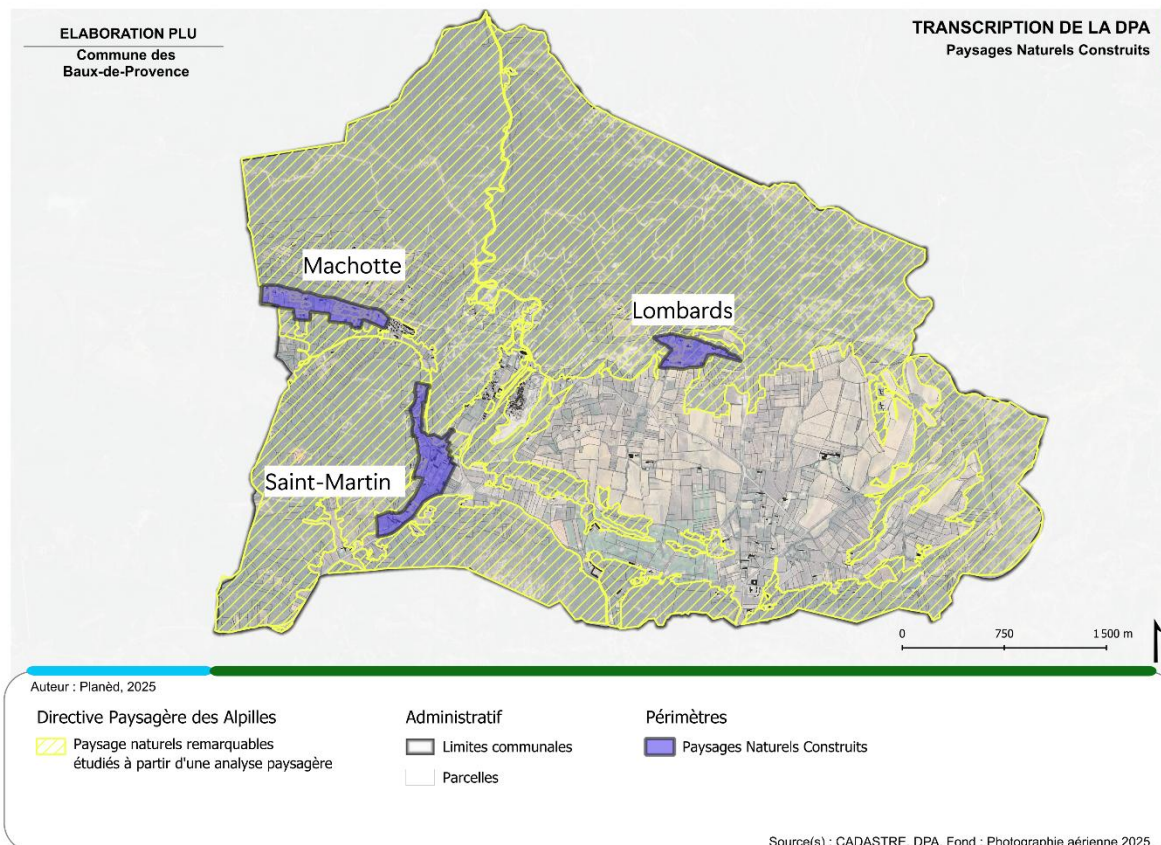 ELABORATION PLU
Commune des
Baux-de-Provence
TRANSCRIPTION DE LA DPA
Paysages Naturels Construits
Machotte
Lombards
Saint-Martin
0 750 1 500 m
Auteur : Planèd, 2025
Directive Paysagère des Alpilles
Paysage naturels remarquables
étudiés à partir d'une analyse paysagère
Administratif
Limites communales
Parcelles
Périmètres
Paysages Naturels Construits
Source(s) : CADASTRE, DPA, Fond : Photographie aérienne 2025